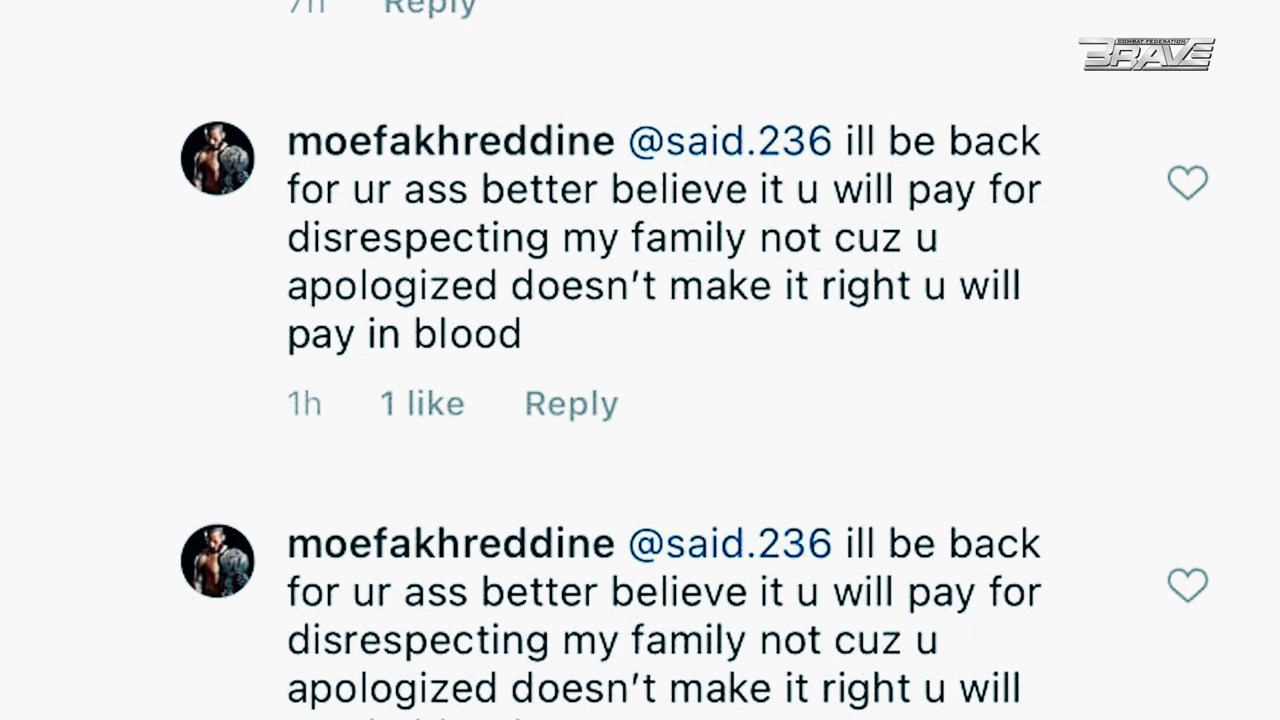 7h Reply
COMBAT FEDERATION
BRAVE
moefakhreddine @said.236 ill be back
for ur ass better believe it u will pay for
disrespecting my family not cuz u
apologized doesn’t make it right u will
pay in blood
1h 1 like Reply
moefakhreddine @said.236 ill be back
for ur ass better believe it u will pay for
disrespecting my family not cuz u
apologized doesn’t make it right u will